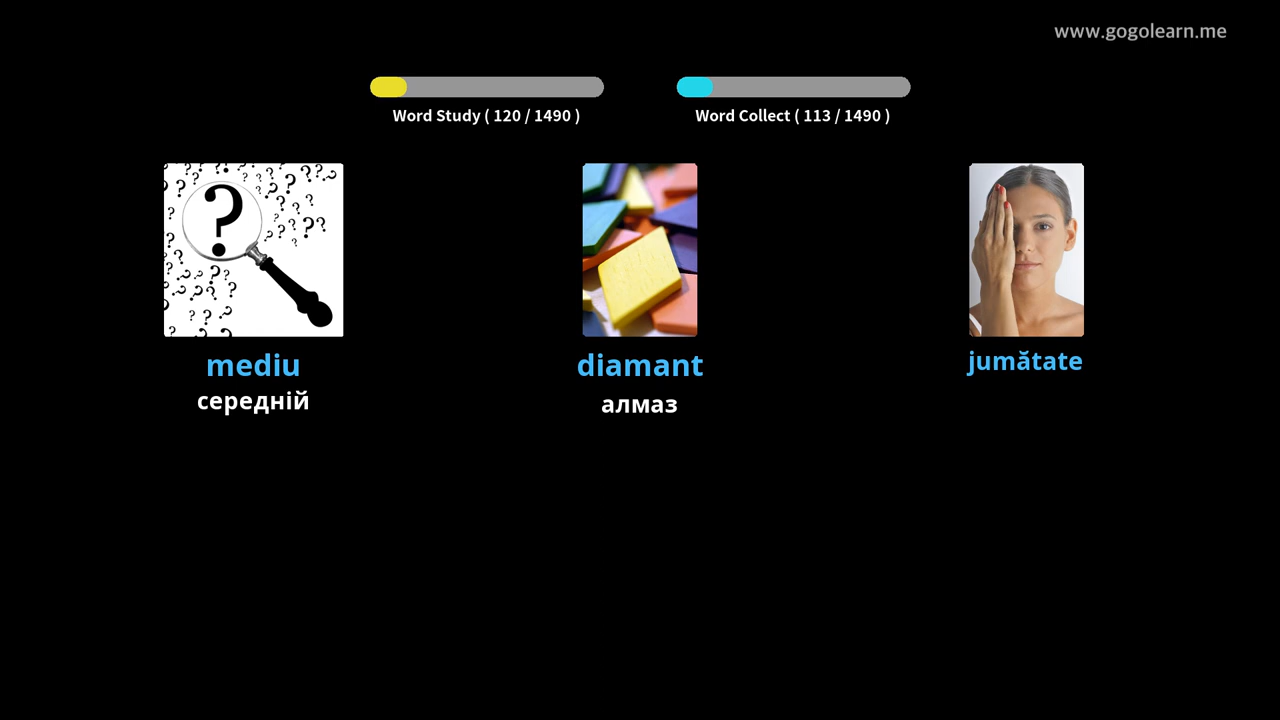 www.gogolearn.me
Word Study ( 120 / 1490 )
Word Collect ( 113 / 1490 )
mediu
середній
diamant
алмаз
jumătate